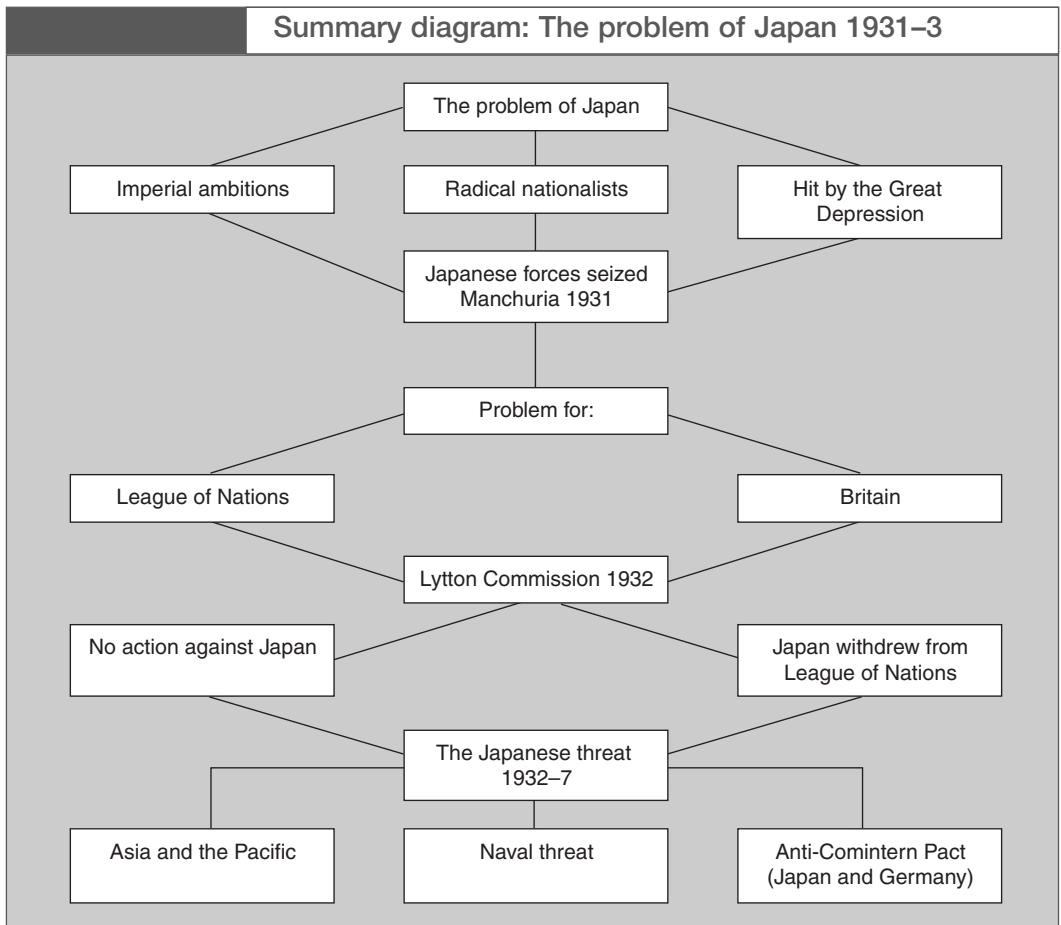 Summary diagram: The problem of Japan 1931–3
The problem of Japan
Imperial ambitions
Radical nationalists
Hit by the Great
Depression
Japanese forces seized
Manchuria 1931
Problem for:
League of Nations
Britain
Lytton Commission 1932
No action against Japan
Japan withdrew from
League of Nations
The Japanese threat
1932–7
Asia and the Pacific
Naval threat
Anti-Comintern Pact
(Japan and Germany)